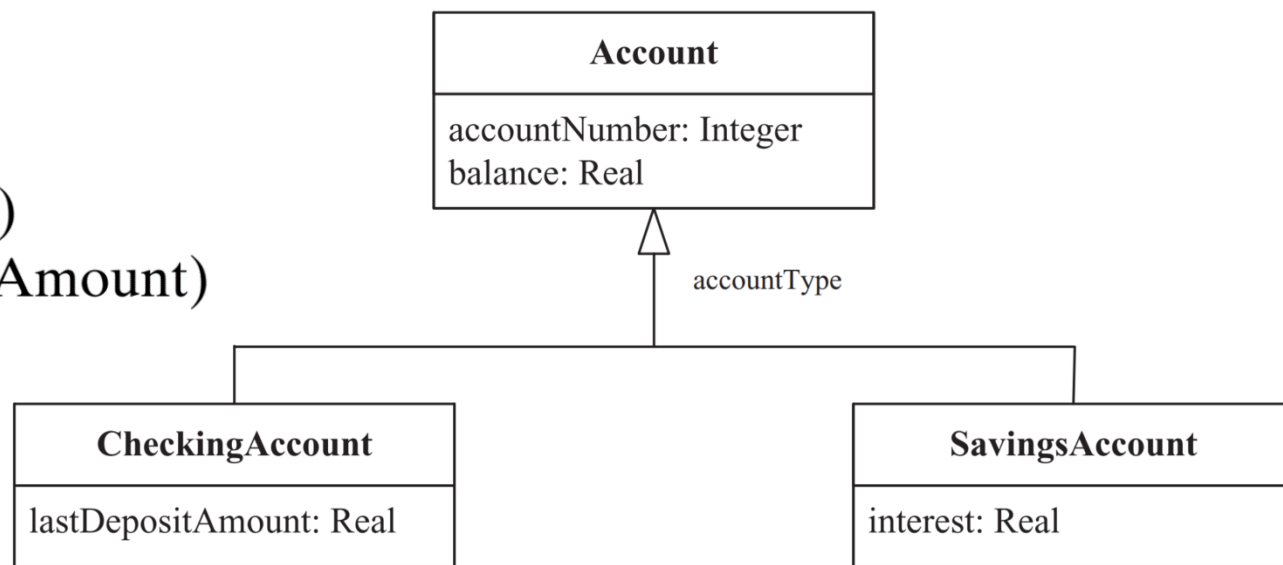 Account
accountNumber: Integer
balance: Real
)
Amount)
accountType
CheckingAccount
lastDepositAmount: Real
SavingsAccount
interest: Real